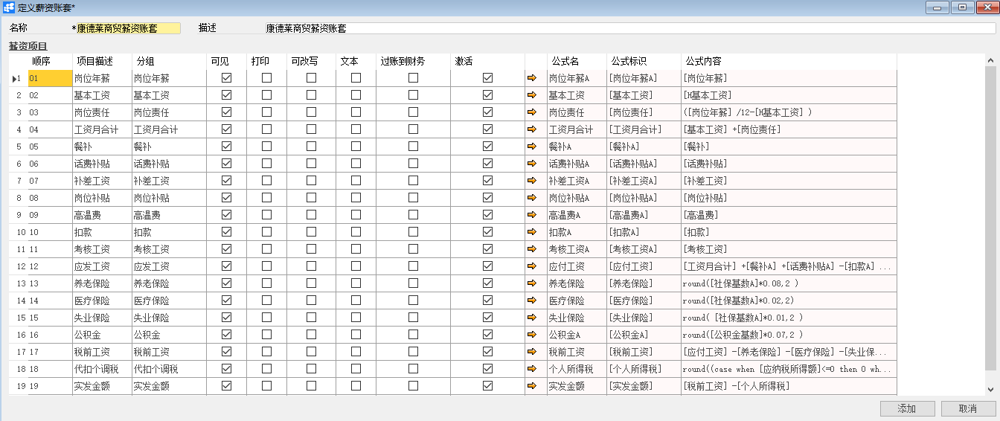 定义薪资账套*
名称 *康德莱商贸薪资账套 描述 康德莱商贸薪资账套
薪资项目
顺序 项目描述 分组 可见 打印 可改写 文本 过账到财务 激活 公式名 公式标识 公式内容
1 01 岗位年薪 岗位年薪 岗位年薪A [岗位年薪A] [岗位年薪]
2 02 基本工资 基本工资 基本工资 [基本工资] [H基本工资]
3 03 岗位责任 岗位责任 岗位责任 [岗位责任] ([岗位年薪] /12-[H基本工资] )
4 04 工资月合计 工资月合计 工资月合计 [工资月合计] [基本工资] +[岗位责任]
5 05 餐补 餐补 餐补A [餐补A] [餐补]
6 06 话费补贴 话费补贴 话费补贴A [话费补贴A] [话费补贴]
7 07 补差工资 补差工资 补差工资A [补差工资A] [补差工资]
8 08 岗位补贴 岗位补贴 岗位补贴A [岗位补贴A] [岗位补贴]
9 09 高温费 高温费 高温费A [高温费A] [高温费]
10 10 扣款 扣款 扣款A [扣款A] [扣款]
11 11 考核工资 考核工资 考核工资A [考核工资A] [考核工资]
12 12 应发工资 应发工资 应付工资 [应付工资] [工资月合计] +[餐补A] +[话费补贴A] -[扣款A] ...
13 13 养老保险 养老保险 养老保险 [养老保险] round([社保基数A]*0.08,2 )
14 14 医疗保险 医疗保险 医疗保险 [医疗保险] round([社保基数A]*0.02,2)
15 15 失业保险 失业保险 失业保险 [失业保险] round( [社保基数A]*0.01,2 )
16 16 公积金 公积金 公积金A [公积金A] round([公积金基数]*0.07,2 )
17 17 税前工资 税前工资 税前工资 [税前工资] [应付工资] -[养老保险] -[医疗保险] -[失业保...
18 18 代扣个调税 代扣个调税 个人所得税 [个人所得税] round((case when [应纳税所得额]<=0 then 0 wh...
19 19 实发金额 实发金额 实发金额 [实发金额] [税前工资] -[个人所得税]
添加 取消